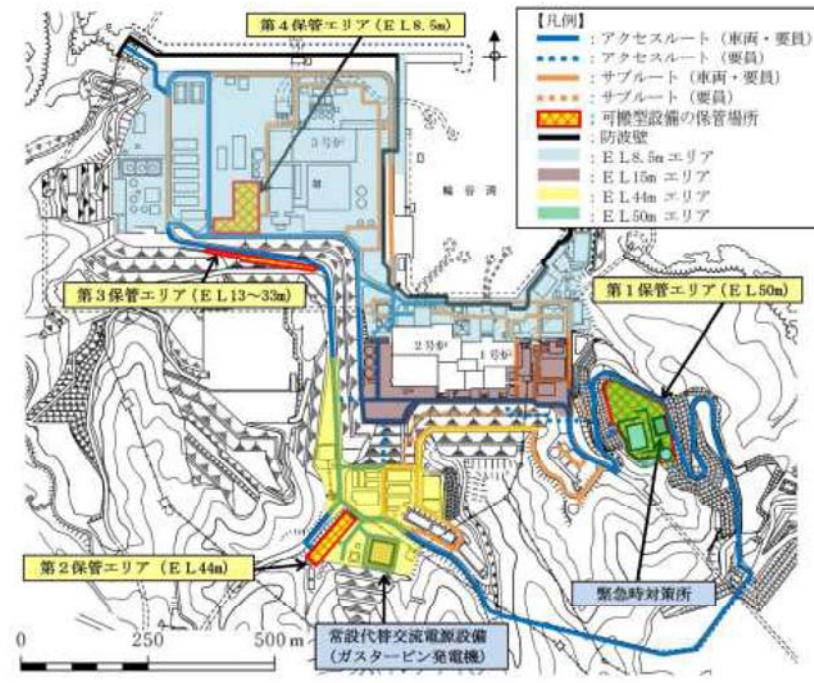 第4保管エリア(EL8.5m)
【凡例】
:アクセスルート(車両・要員)
:アクセスルート(要員)
:サブルート(車両・要員)
:サブルート(要員)
:可搬型設備の保管場所
:防波壁
:EL8.5mエリア
:EL15mエリア
:EL44mエリア
:EL50mエリア
3号炉
輪谷湾
第3保管エリア(EL13~33m)
第1保管エリア(EL50m)
2号炉
1号炉
第2保管エリア(EL44m)
緊急時対策所
常設代替交流電源設備
(ガスタービン発電機)
0 250 500m